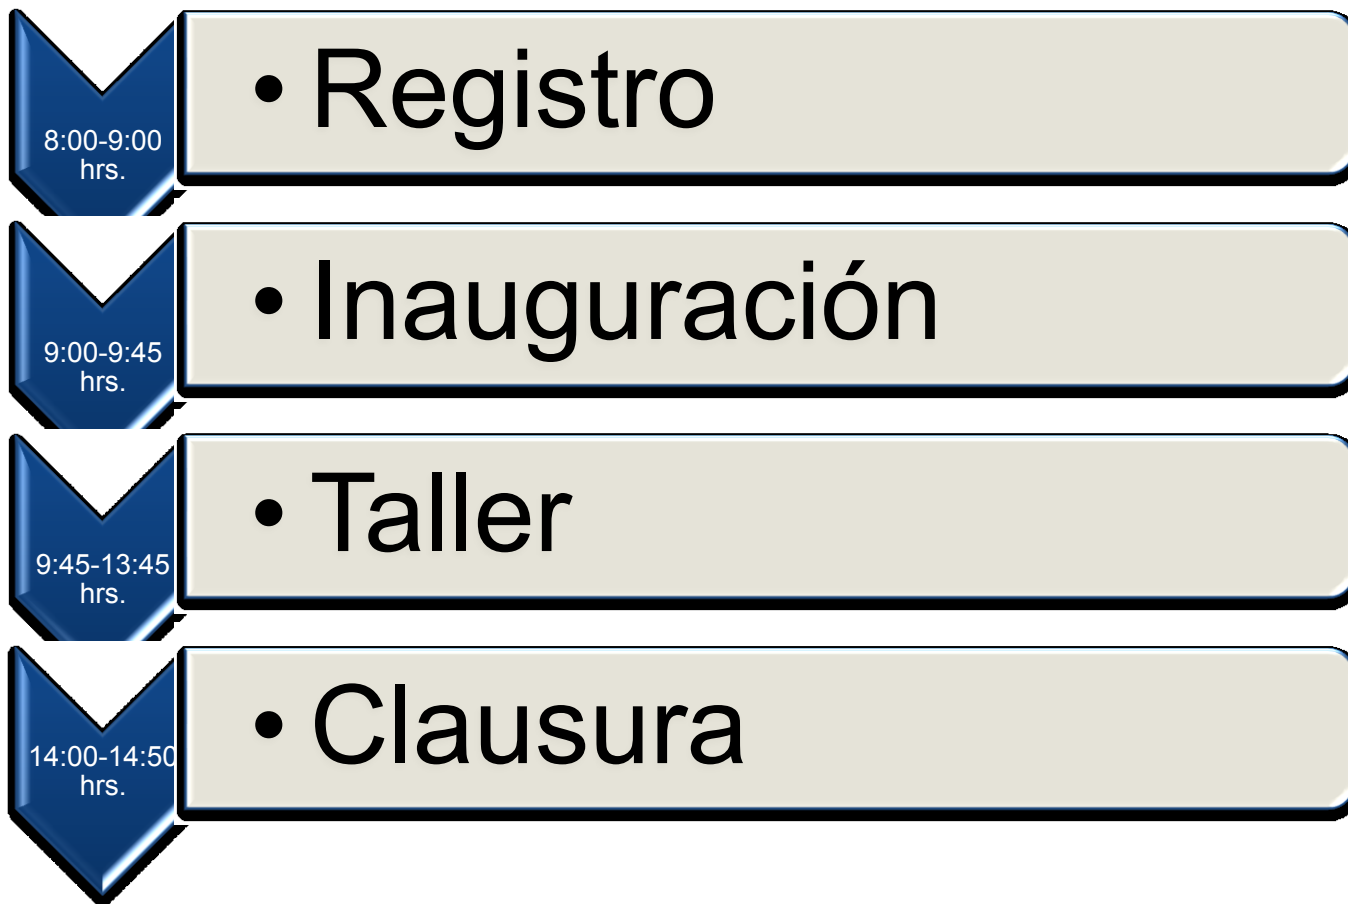 8:00-9:00
hrs.
• Registro
9:00-9:45
hrs.
• Inauguración
9:45-13:45
hrs.
• Taller
14:00-14:50
hrs.
• Clausura